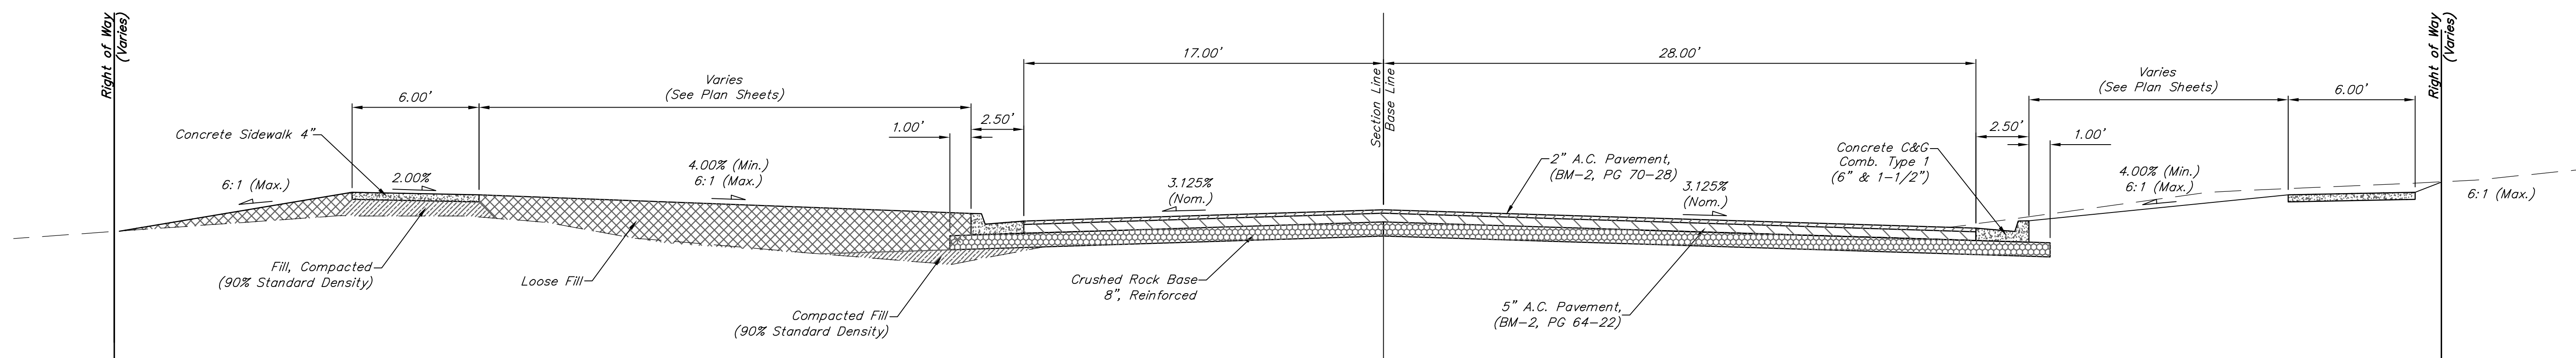 Right of Way
(Varies)
6.00'
Varies
(See Plan Sheets)
17.00'
28.00'
Section Line
Base Line
Varies
(See Plan Sheets)
6.00'
Right of Way
(Varies)
Concrete Sidewalk 4"
1.00'
2.50'
2.50'
1.00'
6:1 (Max.)
2.00%
4.00% (Min.)
6:1 (Max.)
3.125%
(Nom.)
2" A.C. Pavement,
(BM-2, PG 70-28)
3.125%
(Nom.)
Concrete C&G
Comb. Type 1
(6" & 1-1/2")
4.00% (Min.)
6:1 (Max.)
6:1 (Max.)
Fill, Compacted
(90% Standard Density)
Loose Fill
Compacted Fill
(90% Standard Density)
Crushed Rock Base
8", Reinforced
5" A.C. Pavement,
(BM-2, PG 64-22)